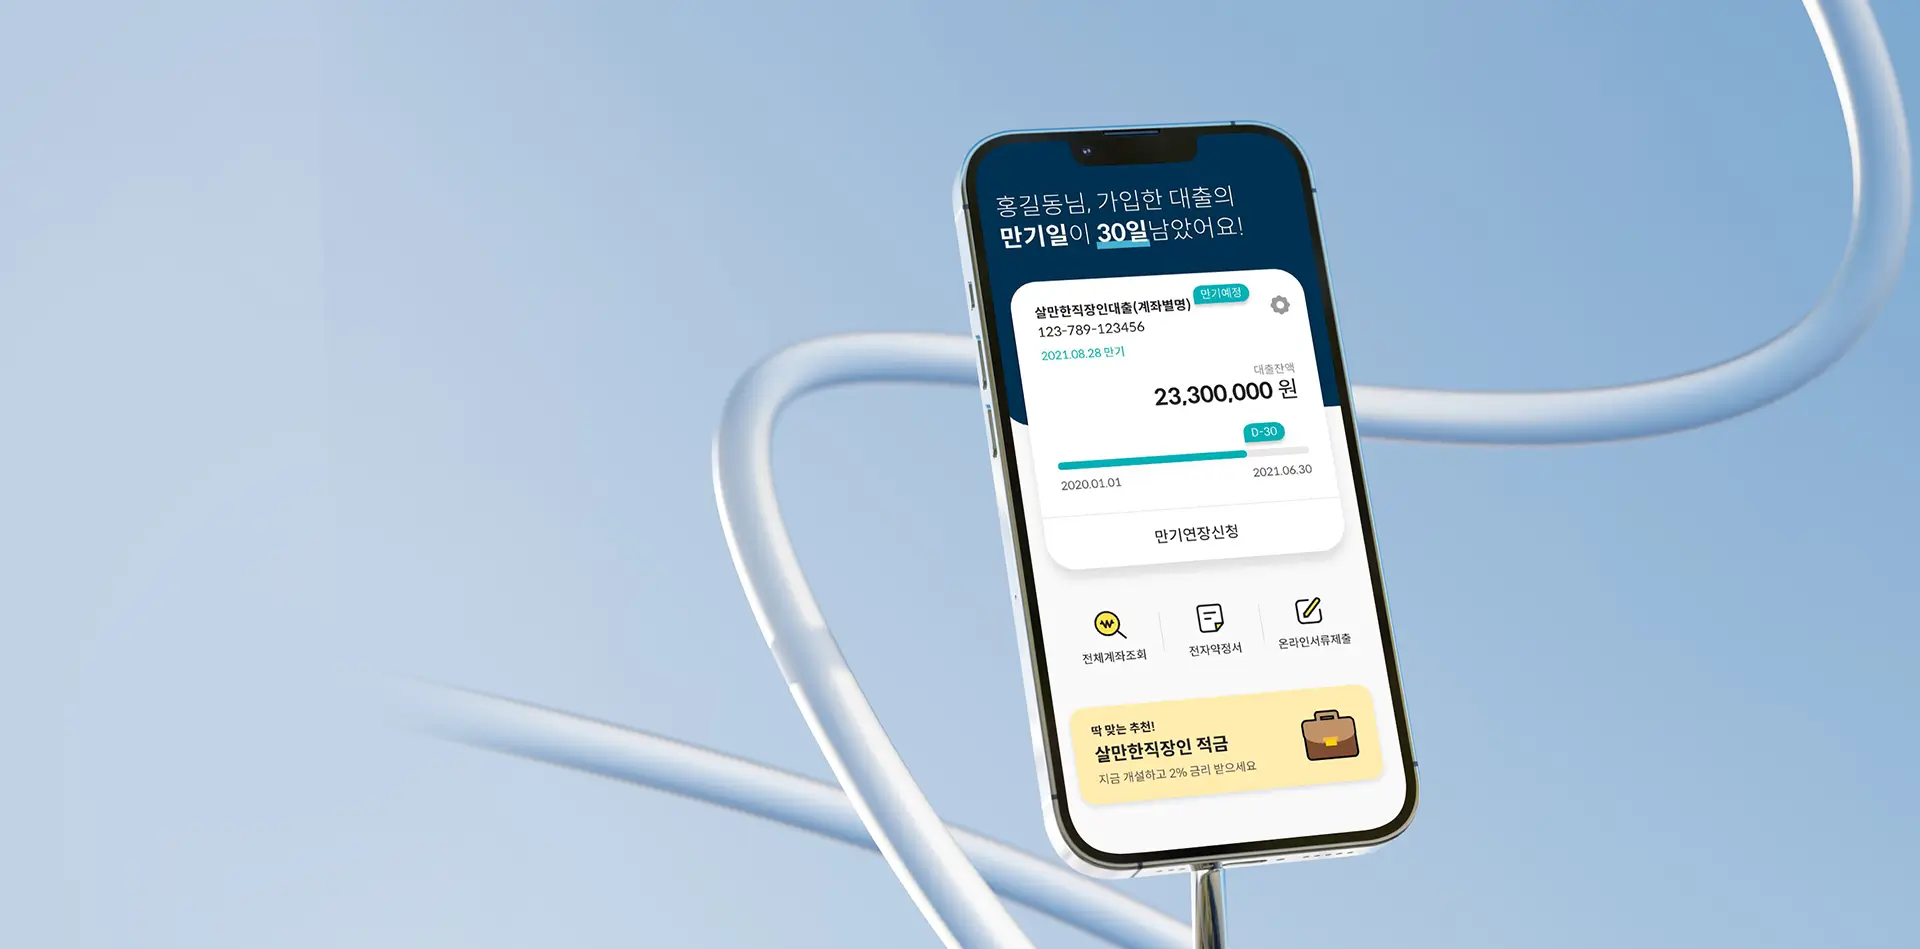 홍길동님, 가입한 대출의
만기일이 30일남았어요!
살만한직장인대출(계좌별명) 만기예정
123-789-123456
2021.08.28 만기
대출잔액
23,300,000 원
D-30
2020.01.01 2021.06.30
만기연장신청
전체계좌조회 전자약정서 온라인서류제출
딱 맞는 추천!
살만한직장인 적금
지금 개설하고 2% 금리 받으세요